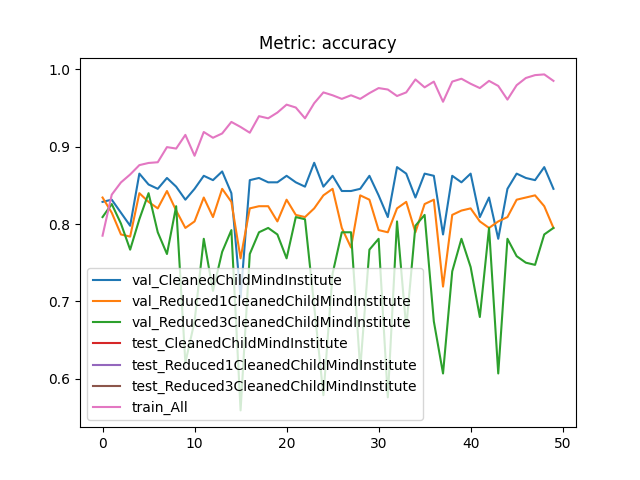 Metric: accuracy
1.0
0.9
0.8
0.7
0.6
val_CleanedChildMindInstitute
val_Reduced1CleanedChildMindInstitute
val_Reduced3CleanedChildMindInstitute
test_CleanedChildMindInstitute
test_Reduced1CleanedChildMindInstitute
test_Reduced3CleanedChildMindInstitute
train_All
0 10 20 30 40 50